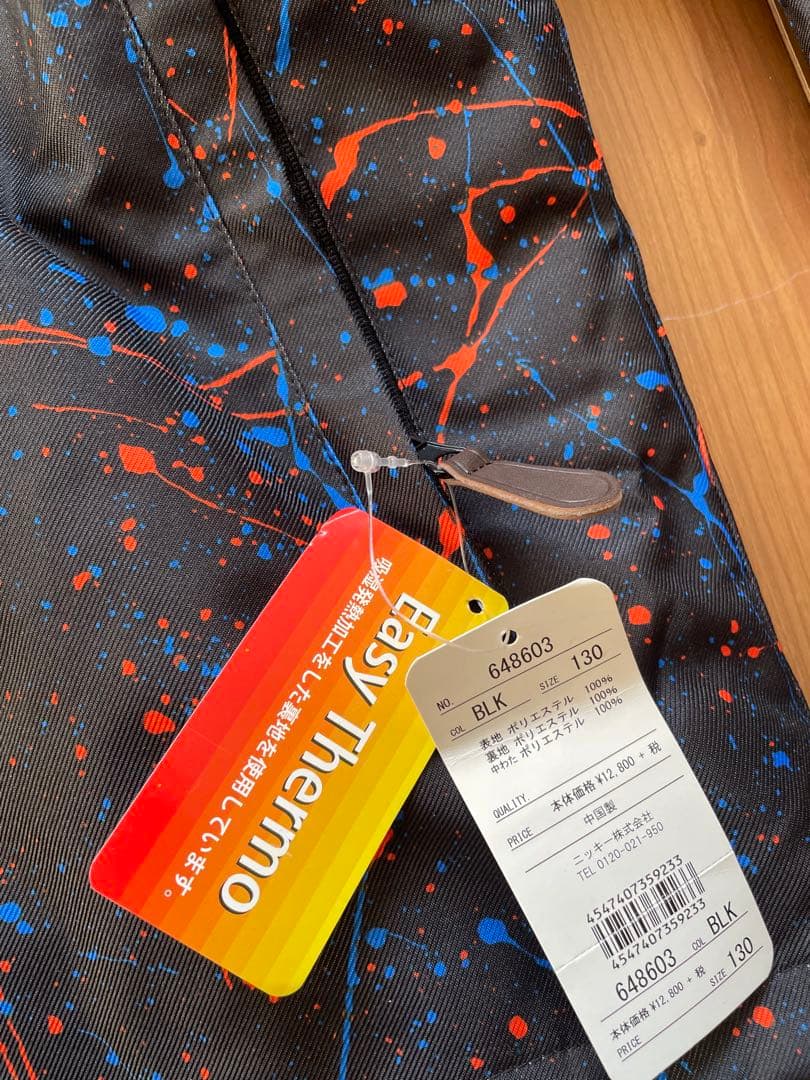 Easy Thermo
吸湿発熱加工をした裏地を使用しています。
NO. 648603
COL BLK SIZE 130
表地 ポリエステル 100%
裏地 ポリエステル 100%
中わた ポリエステル 100%
QUALITY.
本体価格 ¥12,800 + 税
PRICE
中国製
ニッキー株式会社
TEL 0120-021-950
4547407359233
4547407359233
648603 COL BLK
本体価格 ¥12,800 + 税 SIZE 130
PRICE